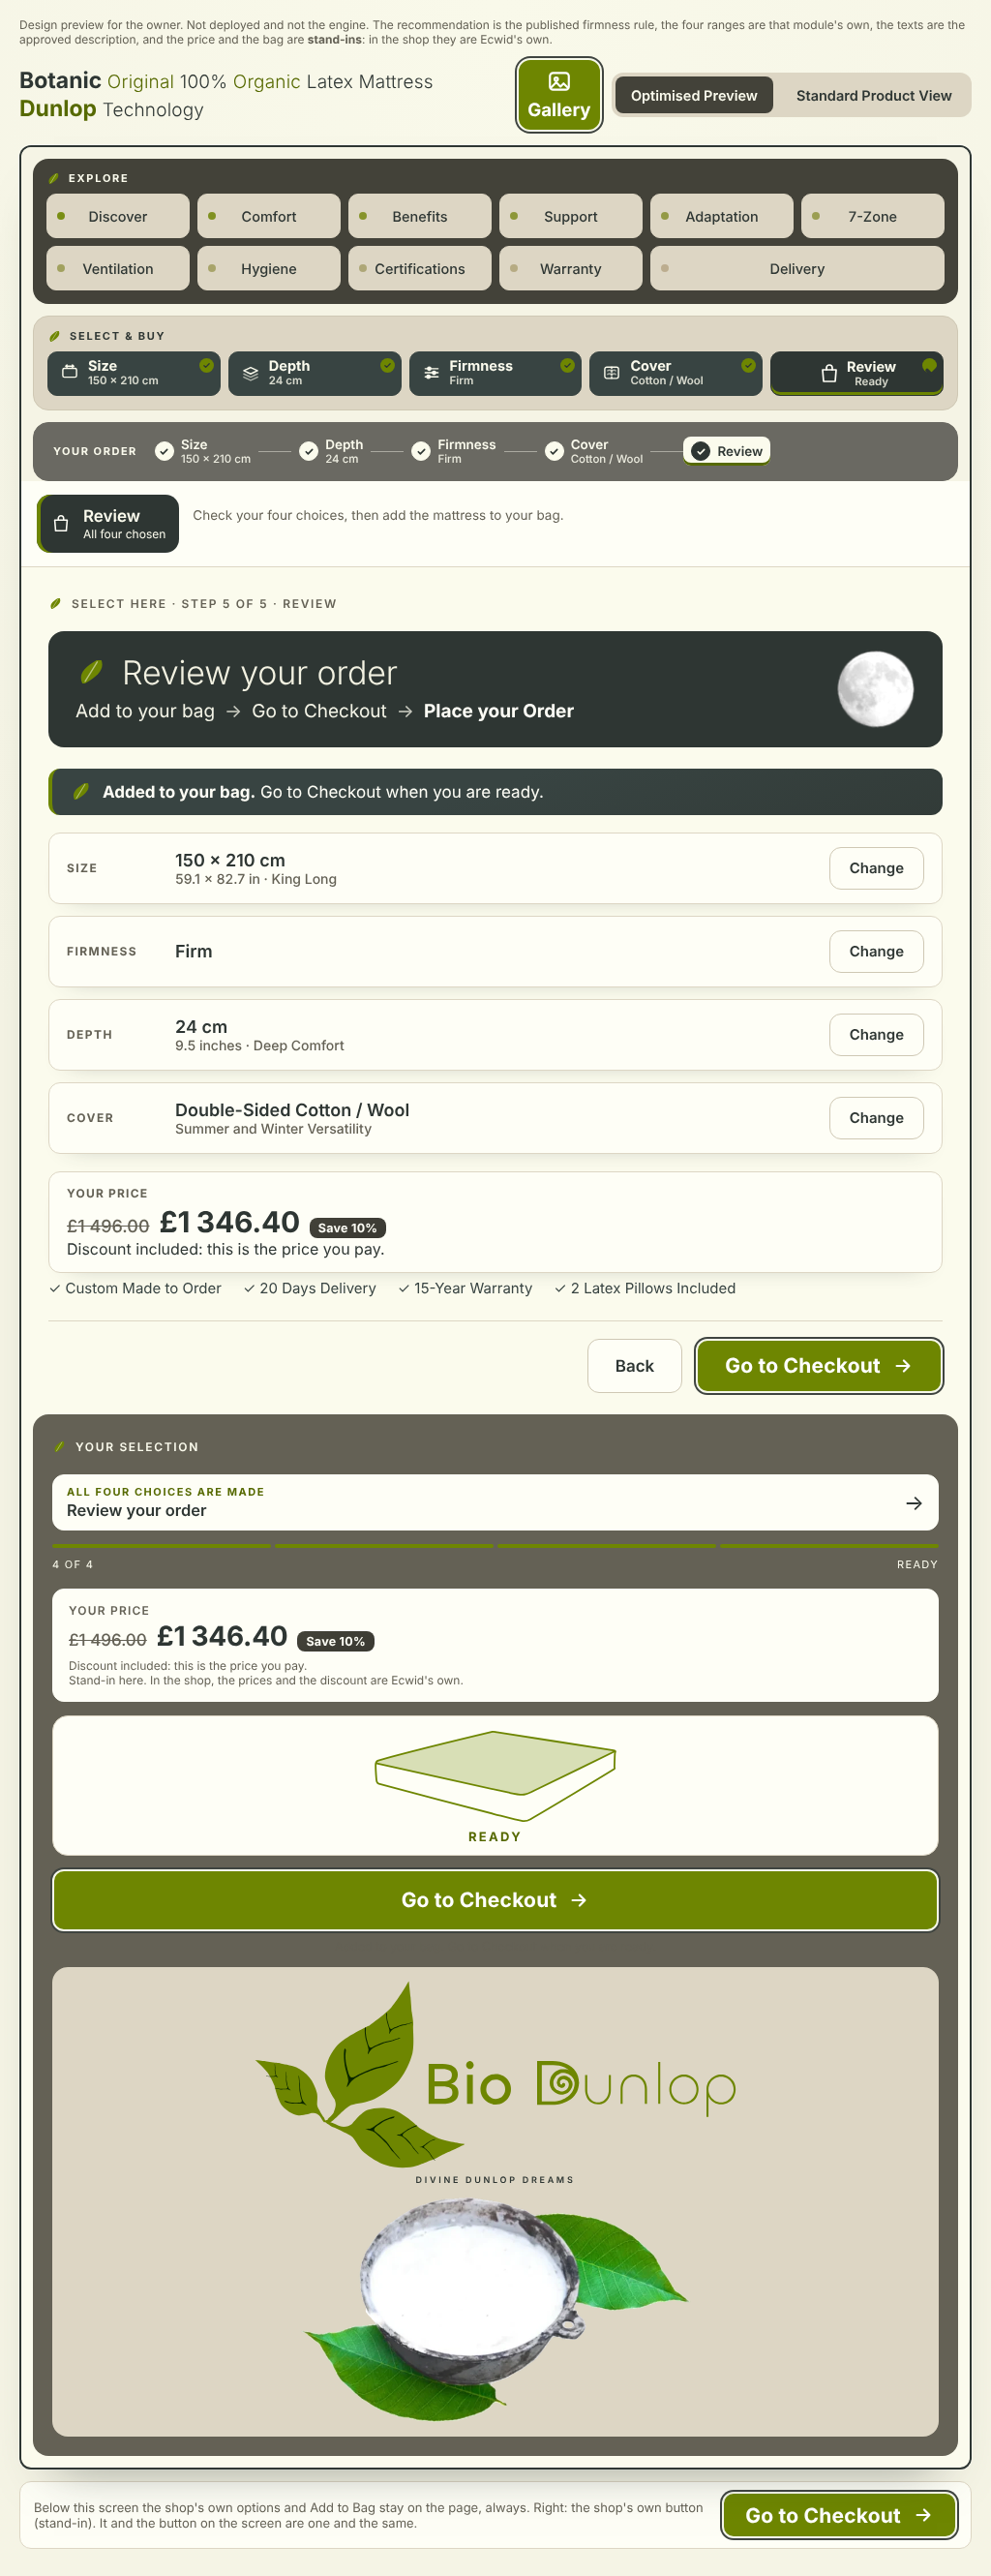 Design preview for the owner. Not deployed and not the engine. The recommendation is the published firmness rule, the four ranges are that module's own, the texts are the
approved description, and the price and the bag are stand-ins: in the shop they are Ecwid's own.
Botanic Original 100% Organic Latex Mattress
Dunlop Technology
Gallery
Optimised Preview
Standard Product View
EXPLORE
Discover
Comfort
Benefits
Support
Adaptation
7-Zone
Ventilation
Hygiene
Certifications
Warranty
Delivery
SELECT & BUY
Size
150 × 210 cm
Depth
24 cm
Firmness
Firm
Cover
Cotton / Wool
Review
Ready
YOUR ORDER
Size
150 × 210 cm
Depth
24 cm
Firmness
Firm
Cover
Cotton / Wool
Review
Review
All four chosen
Check your four choices, then add the mattress to your bag.
SELECT HERE · STEP 5 OF 5 · REVIEW
Review your order
Add to your bag → Go to Checkout → Place your Order
Added to your bag. Go to Checkout when you are ready.
SIZE
150 × 210 cm
59.1 × 82.7 in · King Long
Change
FIRMNESS
Firm
Change
DEPTH
24 cm
9.5 inches · Deep Comfort
Change
COVER
Double-Sided Cotton / Wool
Summer and Winter Versatility
Change
YOUR PRICE
£1 496.00 £1 346.40 Save 10%
Discount included: this is the price you pay.
✓ Custom Made to Order ✓ 20 Days Delivery ✓ 15-Year Warranty ✓ 2 Latex Pillows Included
Back
Go to Checkout →
YOUR SELECTION
ALL FOUR CHOICES ARE MADE
Review your order →
4 OF 4
READY
YOUR PRICE
£1 496.00 £1 346.40 Save 10%
Discount included: this is the price you pay.
Stand-in here. In the shop, the prices and the discount are Ecwid's own.
READY
Go to Checkout →
Bio Dunlop
DIVINE DUNLOP DREAMS
Below this screen the shop's own options and Add to Bag stay on the page, always. Right: the shop's own button
(stand-in). It and the button on the screen are one and the same.
Go to Checkout →